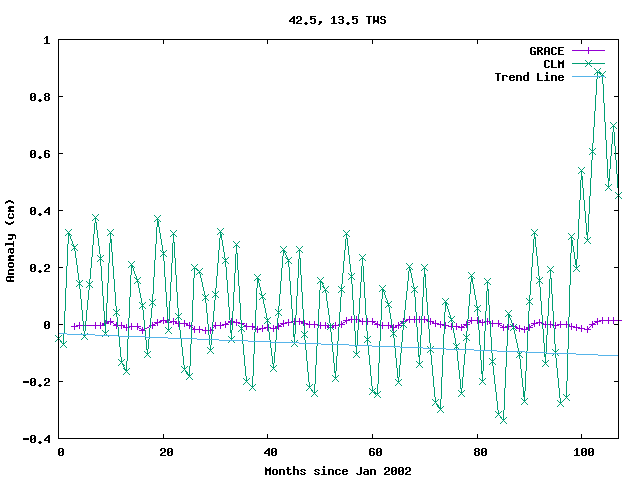 42.5, 13.5 TWS
1
0.8
0.6
0.4
0.2
0
-0.2
-0.4
Anomaly (cm)
GRACE
CLM
Trend Line
0 20 40 60 80 100
Months since Jan 2002